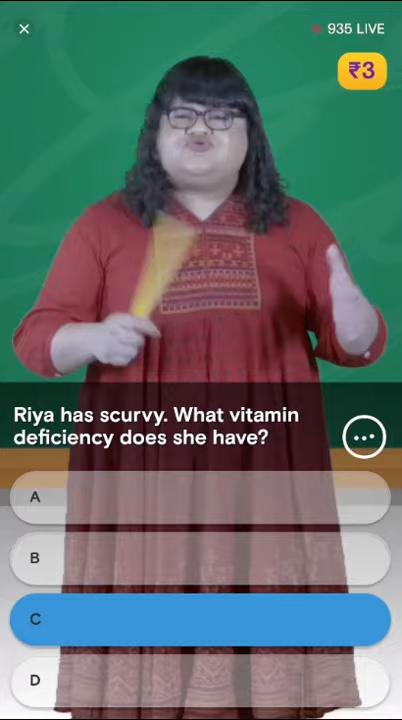 935 LIVE
₹3
Riya has scurvy. What vitamin
deficiency does she have?
A
B
C
D